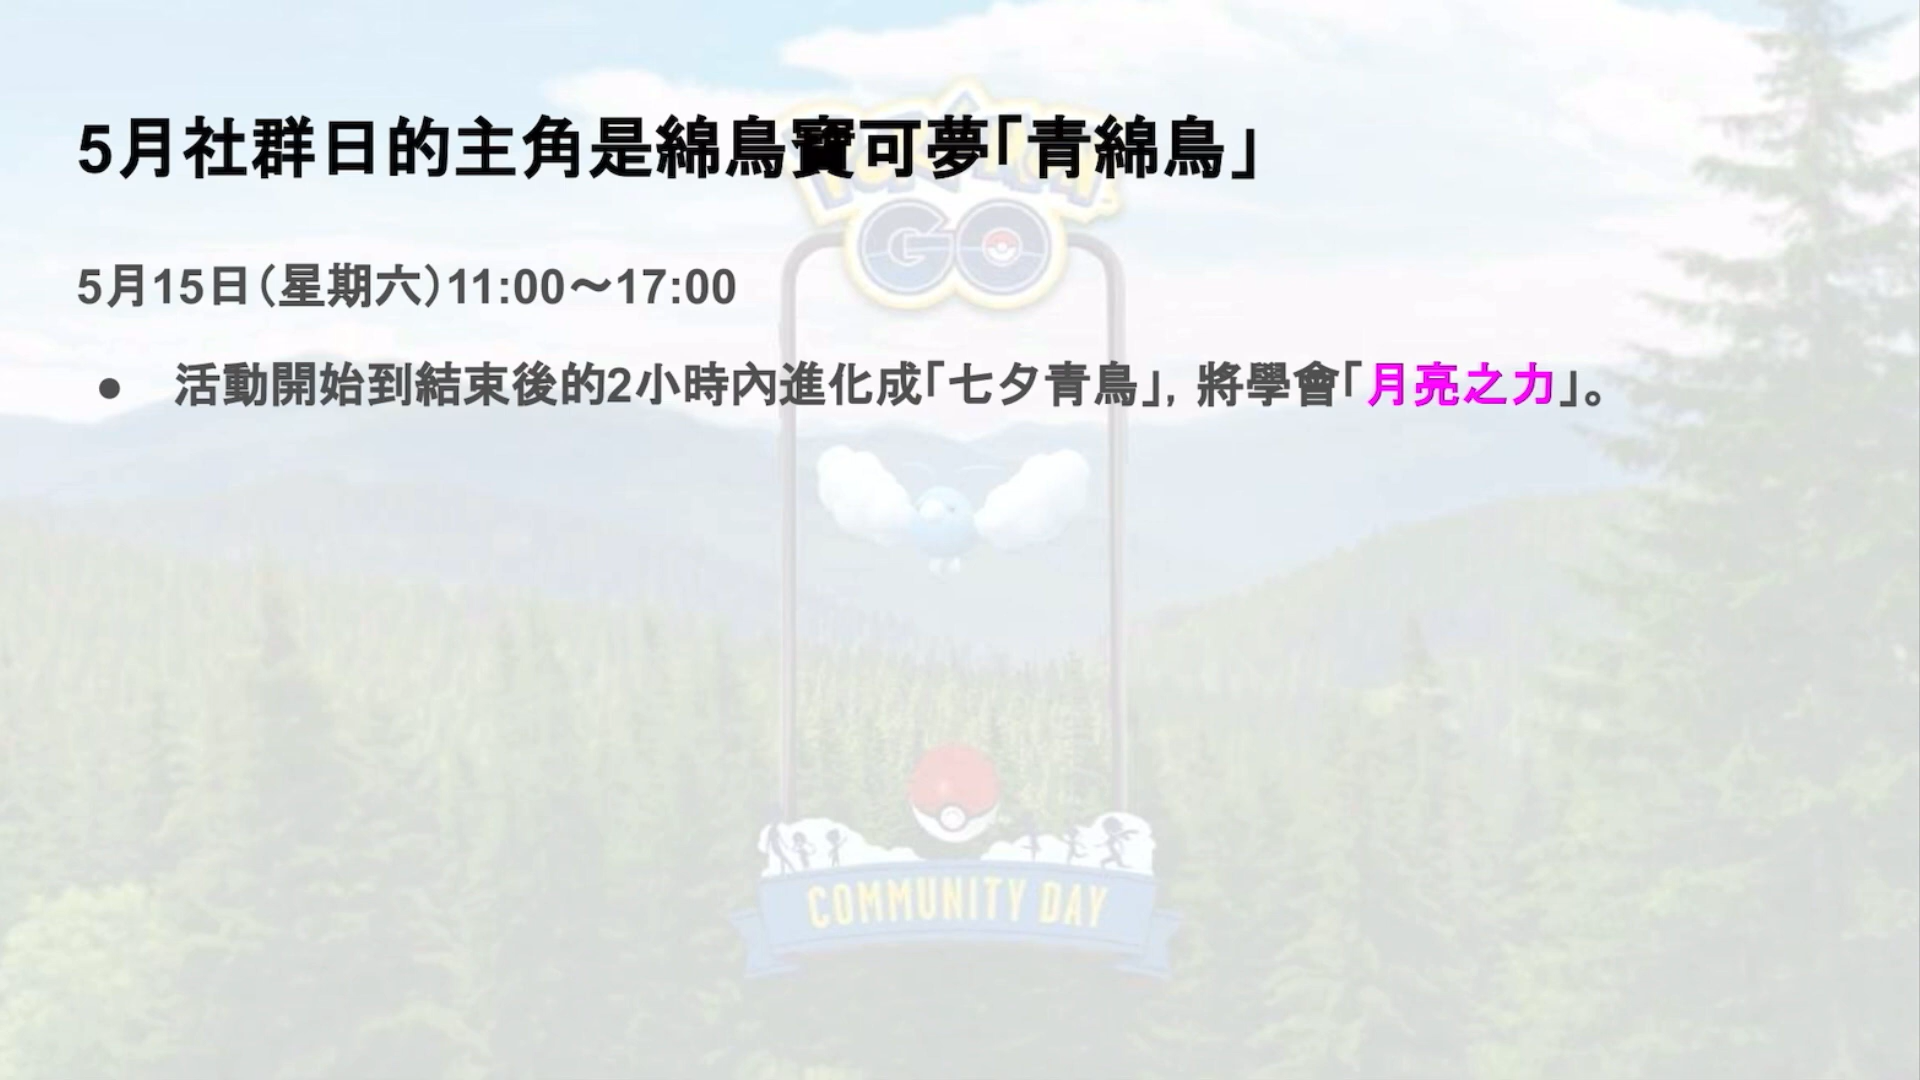 5月社群日的主角是綿鳥寶可夢「青綿鳥」
5月15日（星期六）11:00～17:00
● 活動開始到結束後的2小時內進化成「七夕青鳥」，將學會「月亮之力」。
POKÉMON
GO
COMMUNITY DAY